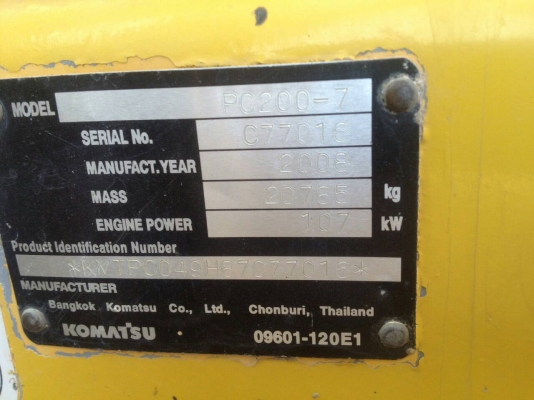 MODEL PC200-7
SERIAL No. C77016
MANUFACT.YEAR 2006
MASS kg
ENGINE POWER 107 kW
Product Identification Number
MANUFACTURER
Bangkok Komatsu Co., Ltd., Chonburi, Thailand
KOMATSU 09601-120E1